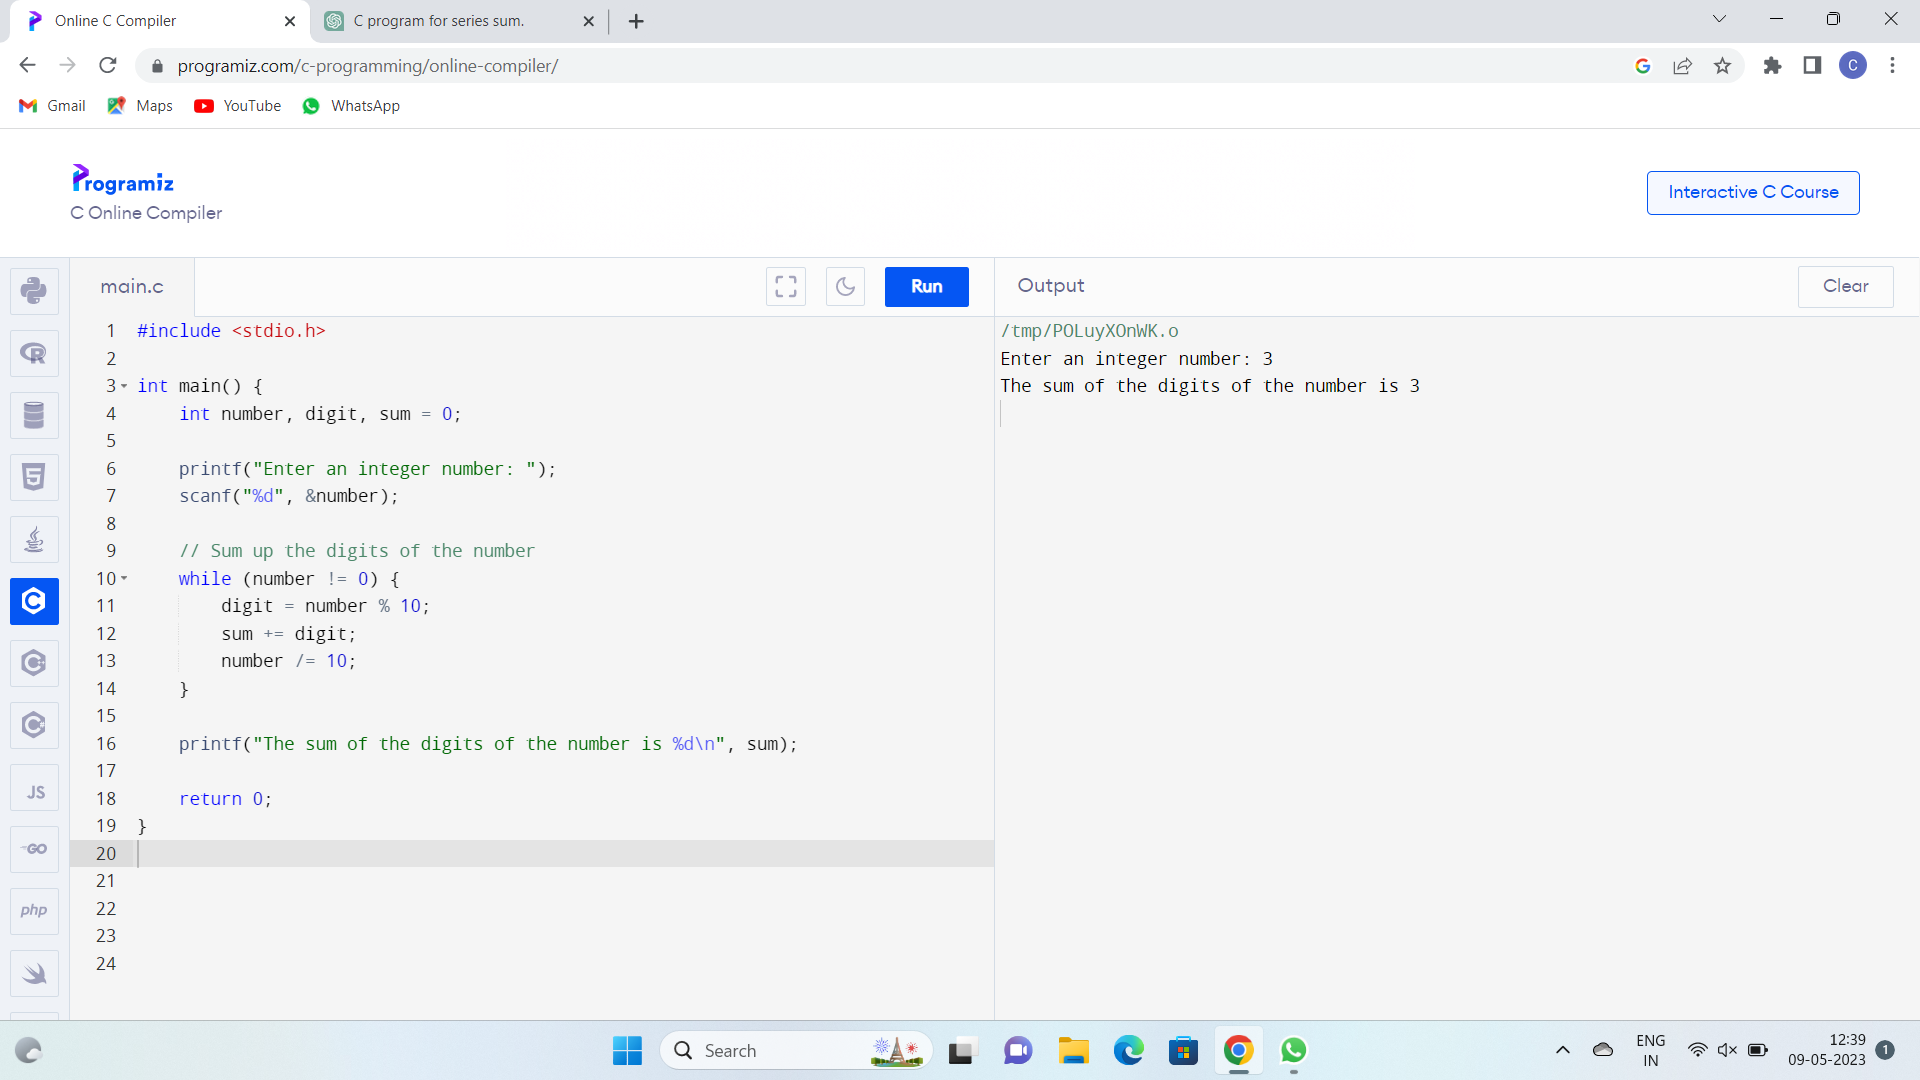 Online C Compiler
C program for series sum.
programiz.com/c-programming/online-compiler/
C
Gmail
Maps
YouTube
WhatsApp
Programiz
C Online Compiler
Interactive C Course
main.c
Run
Output
Clear
1 #include <stdio.h>
2
3 int main() {
4     int number, digit, sum = 0;
5
6     printf("Enter an integer number: ");
7     scanf("%d", &number);
8
9     // Sum up the digits of the number
10     while (number != 0) {
11         digit = number % 10;
12         sum += digit;
13         number /= 10;
14     }
15
16     printf("The sum of the digits of the number is %d\n", sum);
17
18     return 0;
19 }
20
21
22
23
24
/tmp/POLuyXOnWK.o
Enter an integer number: 3
The sum of the digits of the number is 3
JS
GO
php
Search
ENG
IN
12:39
09-05-2023
1